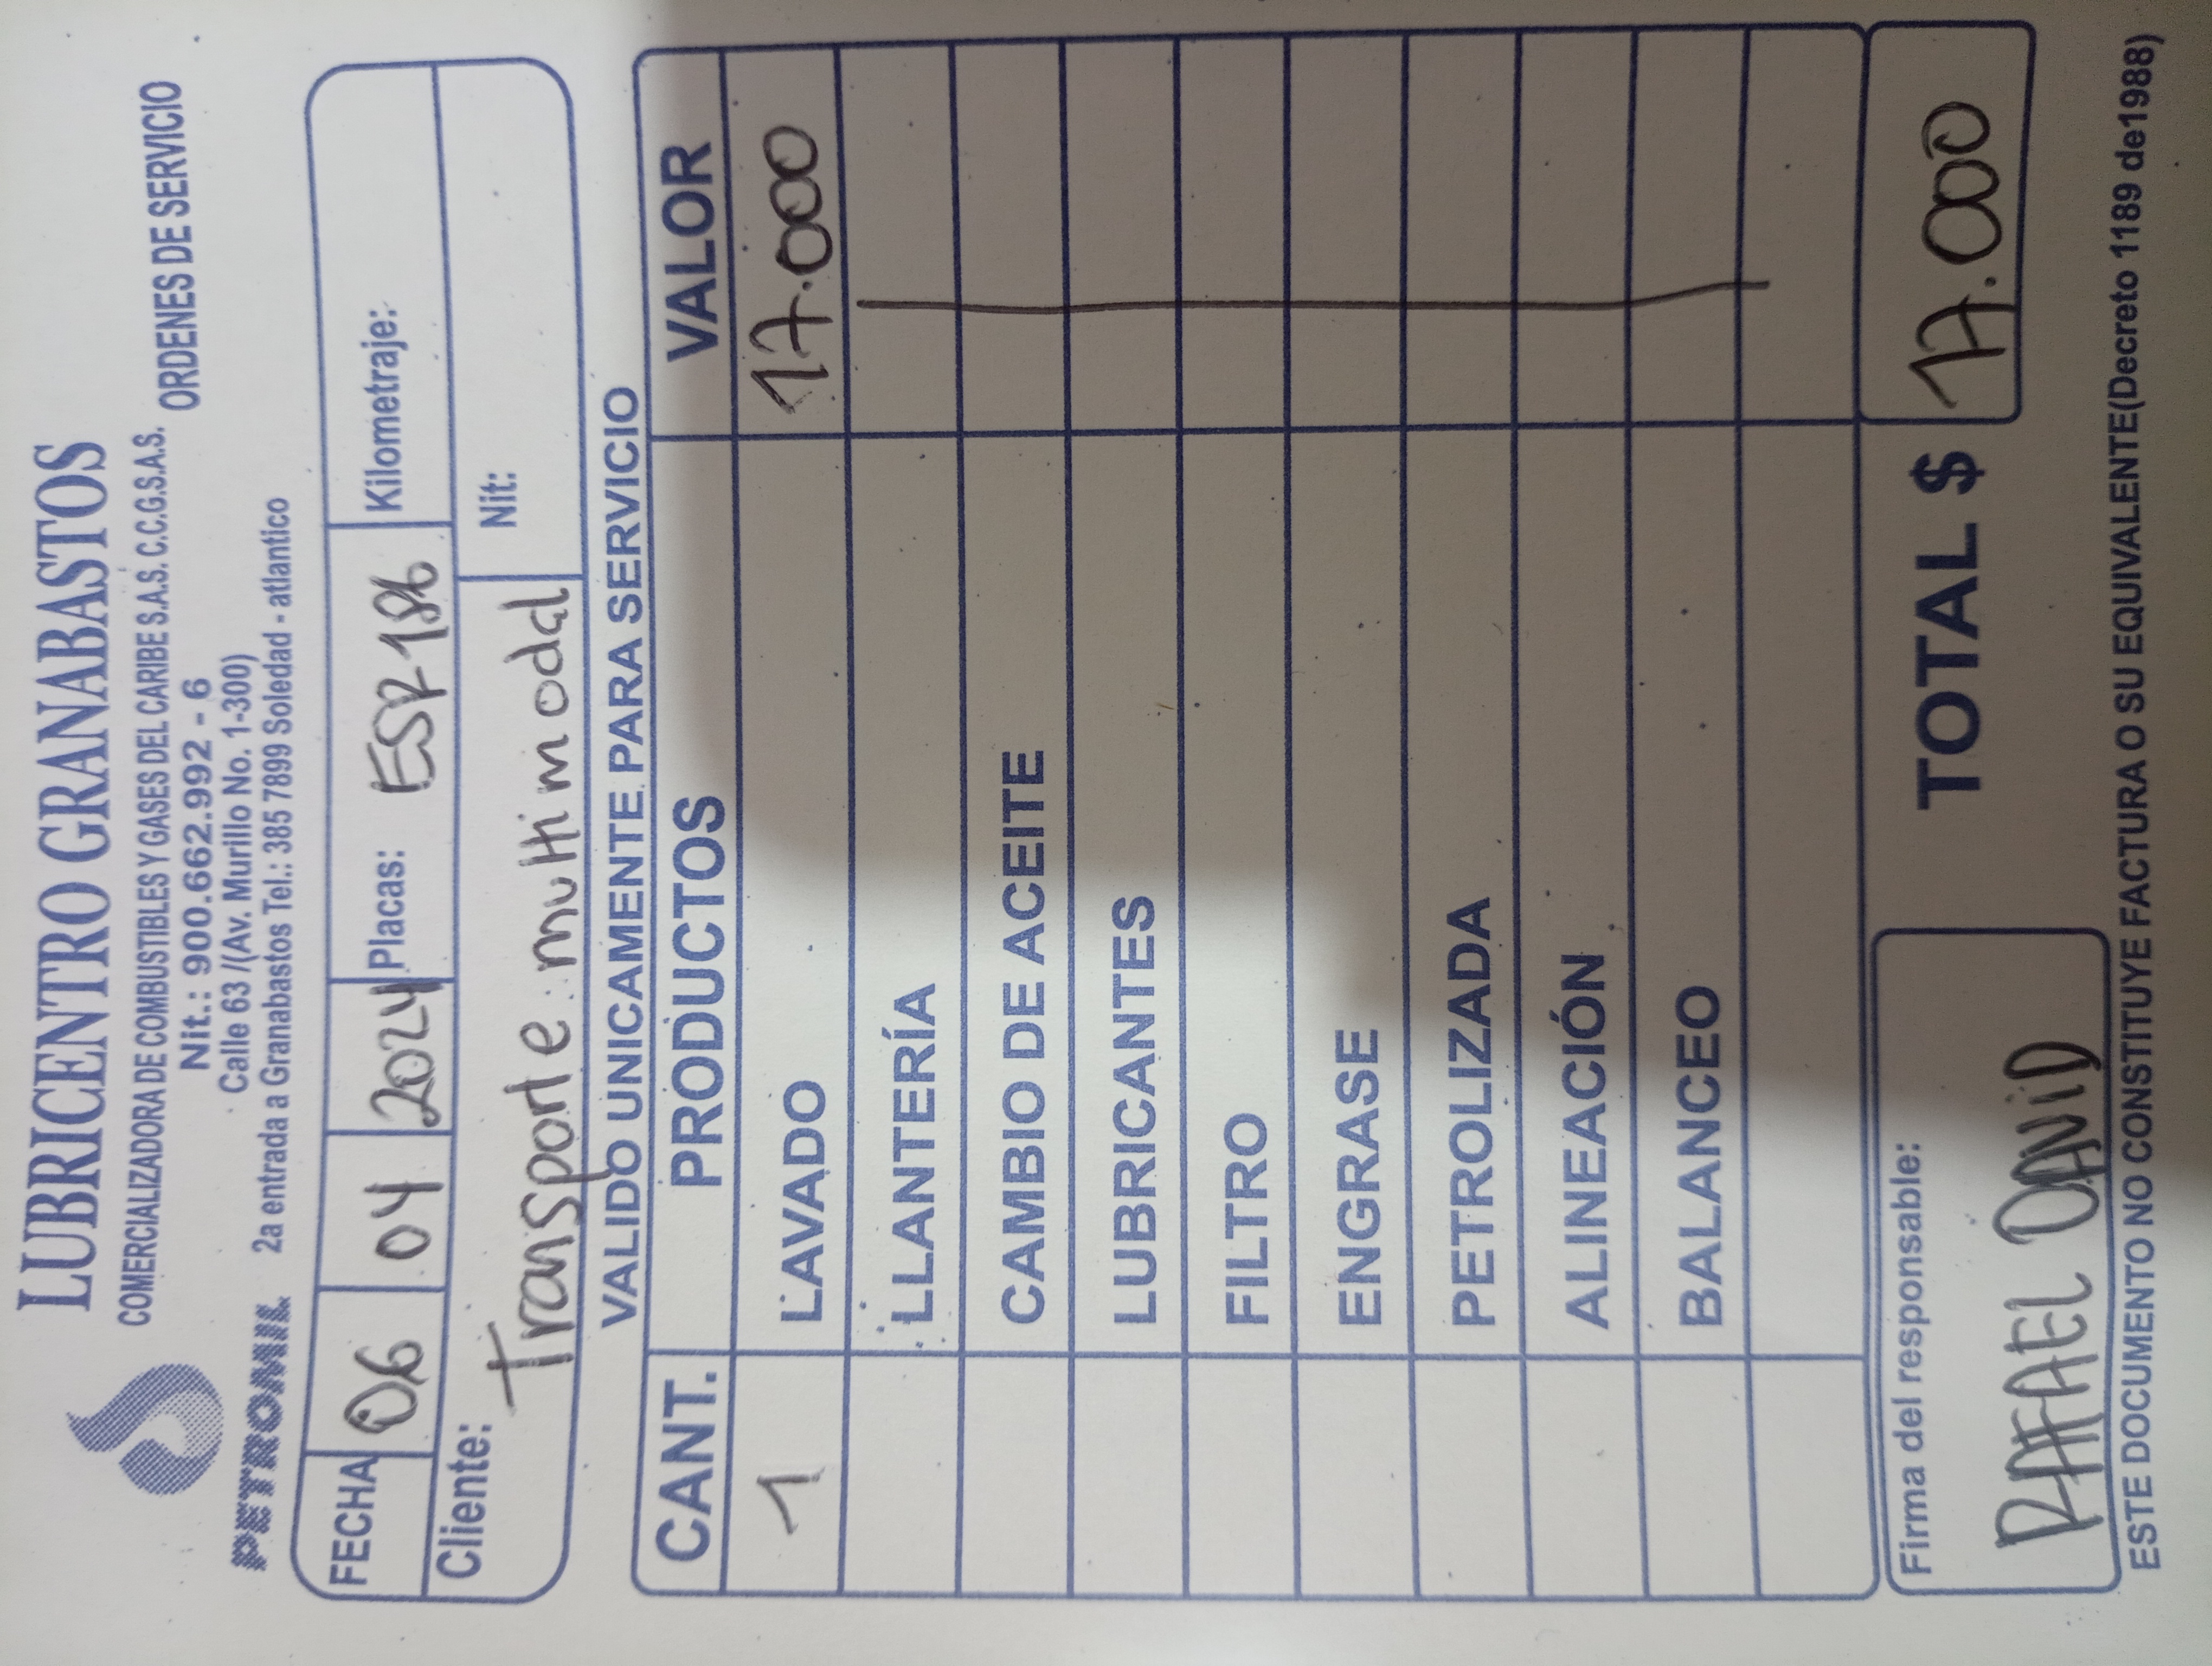 LUBRICENTRO GRANABASTOS
COMERCIALIZADORA DE COMBUSTIBLES Y GASES DEL CARIBE S.A.S. C.C.G.S.A.S.
ORDENES DE SERVICIO
Nit.: 900.662.992 - 6
Calle 63 /(Av. Murillo No. 1-300)
PETROMIL 2a entrada a Granabastos Tel.: 385 7899 Soledad - atlantico
FECHA 06 04 2024 Placas: ESR186 Kilometraje:
Cliente: Transporte multimodal Nit:
VALIDO UNICAMENTE PARA SERVICIO
CANT. PRODUCTOS VALOR
1 LAVADO 17.000
LLANTERÍA
CAMBIO DE ACEITE
LUBRICANTES
FILTRO
ENGRASE
PETROLIZADA
ALINEACIÓN
BALANCEO
Firma del responsable: TOTAL $ 17.000
RAFAEL DAVID
ESTE DOCUMENTO NO CONSTITUYE FACTURA O SU EQUIVALENTE(Decreto 1189 de1988)